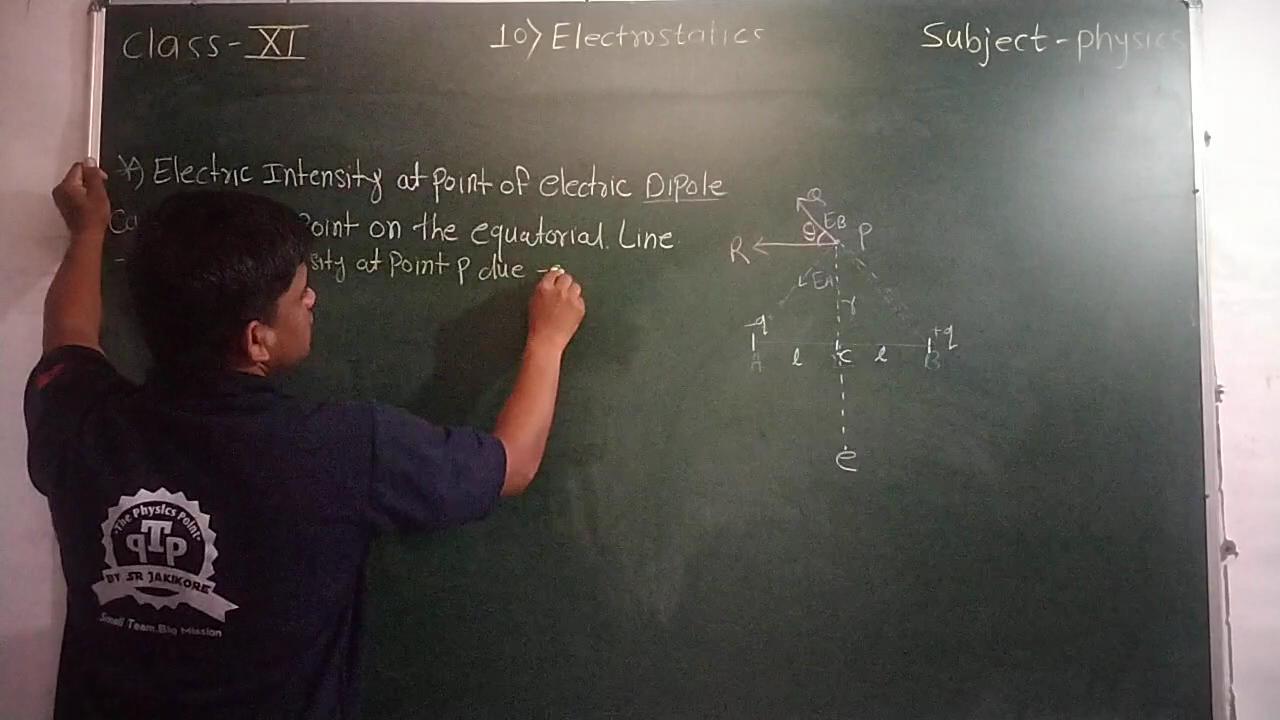 Class-XI
10) Electrostatics
Subject-physics
*) Electric Intensity at point of electric Dipole
Point on the equatorial Line
at Point P due -
Q
EB
θ
P
R
EA
r
-q
+q
A
l
C
l
B
e
The Physics Point
qTp
BY SR JAKIKORE
Small Team.Big Mission